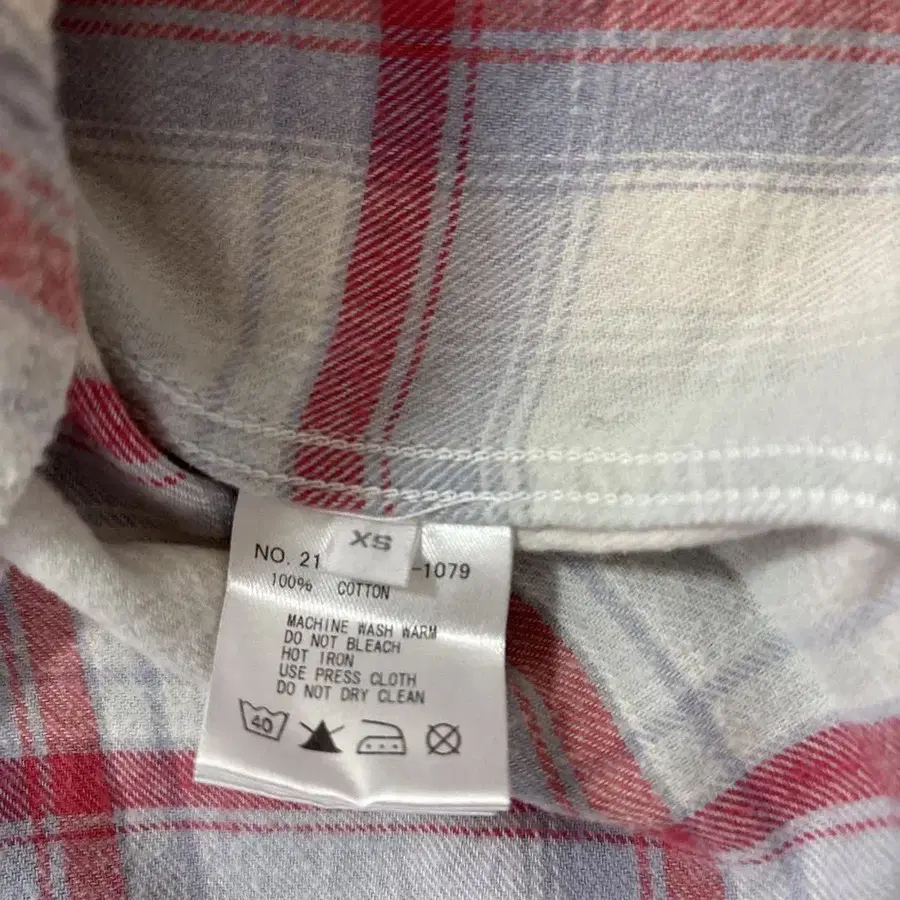 XS
NO. 21 -1079
100% COTTON
MACHINE WASH WARM
DO NOT BLEACH
HOT IRON
USE PRESS CLOTH
DO NOT DRY CLEAN
40